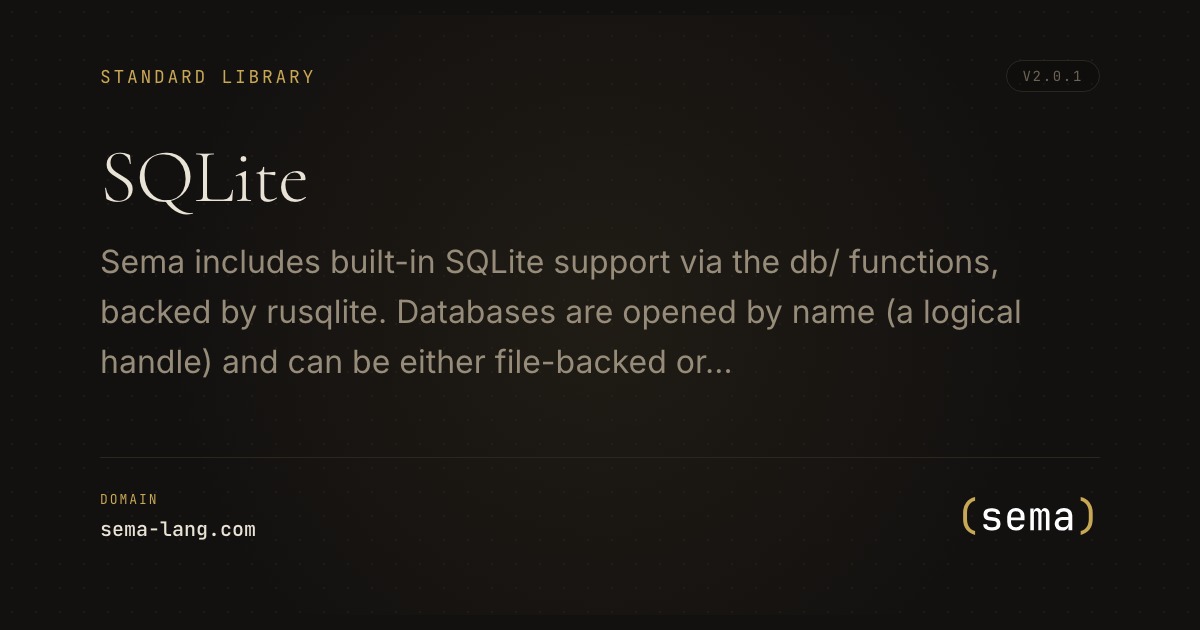 STANDARD LIBRARY
V2.0.1
SQLite
Sema includes built-in SQLite support via the db/ functions,
backed by rusqlite. Databases are opened by name (a logical
handle) and can be either file-backed or...
DOMAIN
sema-lang.com
(sema)